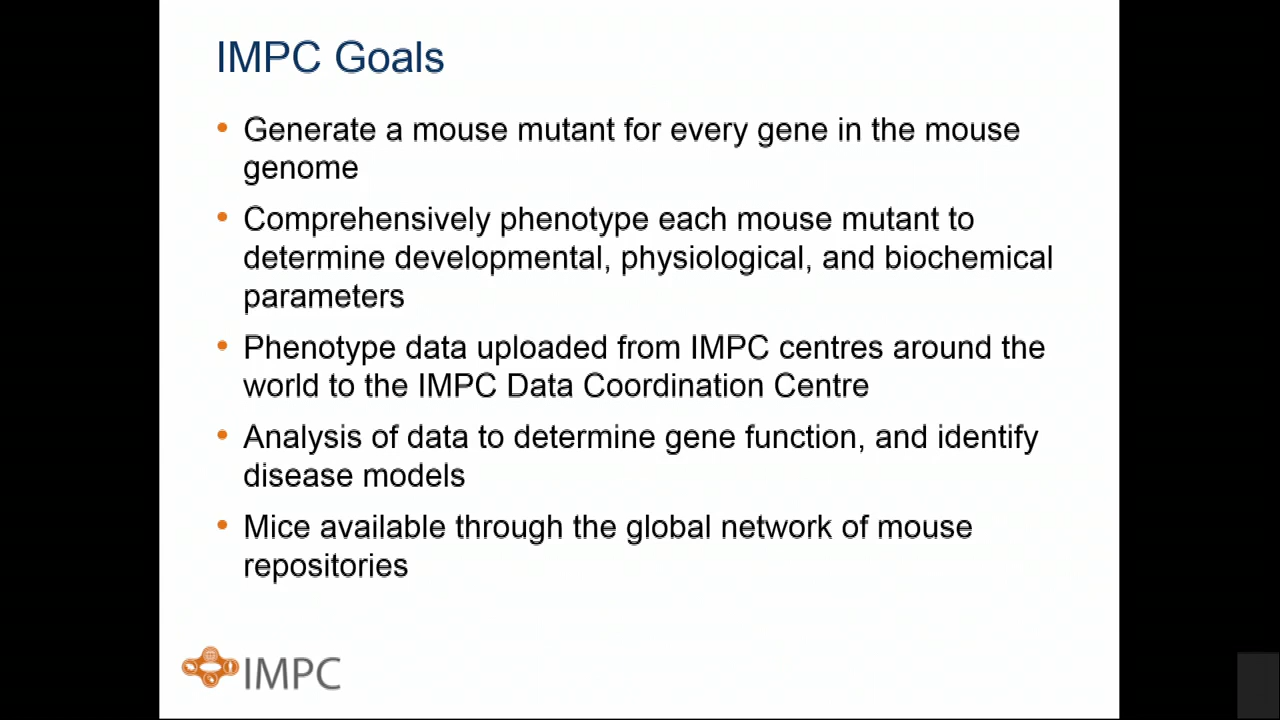 IMPC Goals
• Generate a mouse mutant for every gene in the mouse
genome
• Comprehensively phenotype each mouse mutant to
determine developmental, physiological, and biochemical
parameters
• Phenotype data uploaded from IMPC centres around the
world to the IMPC Data Coordination Centre
• Analysis of data to determine gene function, and identify
disease models
• Mice available through the global network of mouse
repositories
IMPC